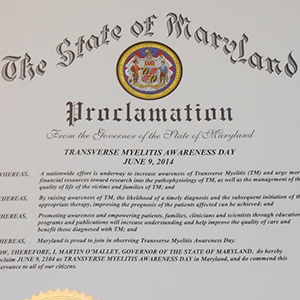 The State of Maryland
Proclamation
From the Governor of the State of Maryland
TRANSVERSE MYELITIS AWARENESS DAY
JUNE 9, 2014
WHEREAS, A nationwide effort is underway to increase awareness of Transverse Myelitis (TM) and urge more
financial resources toward research into the pathophysiology of TM, as well as the management of the
quality of life of the victims and families of TM; and
WHEREAS, By raising awareness of TM, the likelihood of a timely diagnosis and the subsequent initiation of the
appropriate therapy, improving the prognosis of the patients affected can be achieved; and
WHEREAS, Promoting awareness and empowering patients, families, clinicians and scientists through education
programs and publications will increase understanding and help improve the quality of care and
benefit those diagnosed with TM; and
WHEREAS, Maryland is proud to join in observing Transverse Myelitis Awareness Day.
NOW, THEREFORE, I, MARTIN O'MALLEY, GOVERNOR OF THE STATE OF MARYLAND, do hereby
proclaim JUNE 9, 2104 as TRANSVERSE MYELITIS AWARENESS DAY in Maryland, and do commend this
observance to all of our citizens.